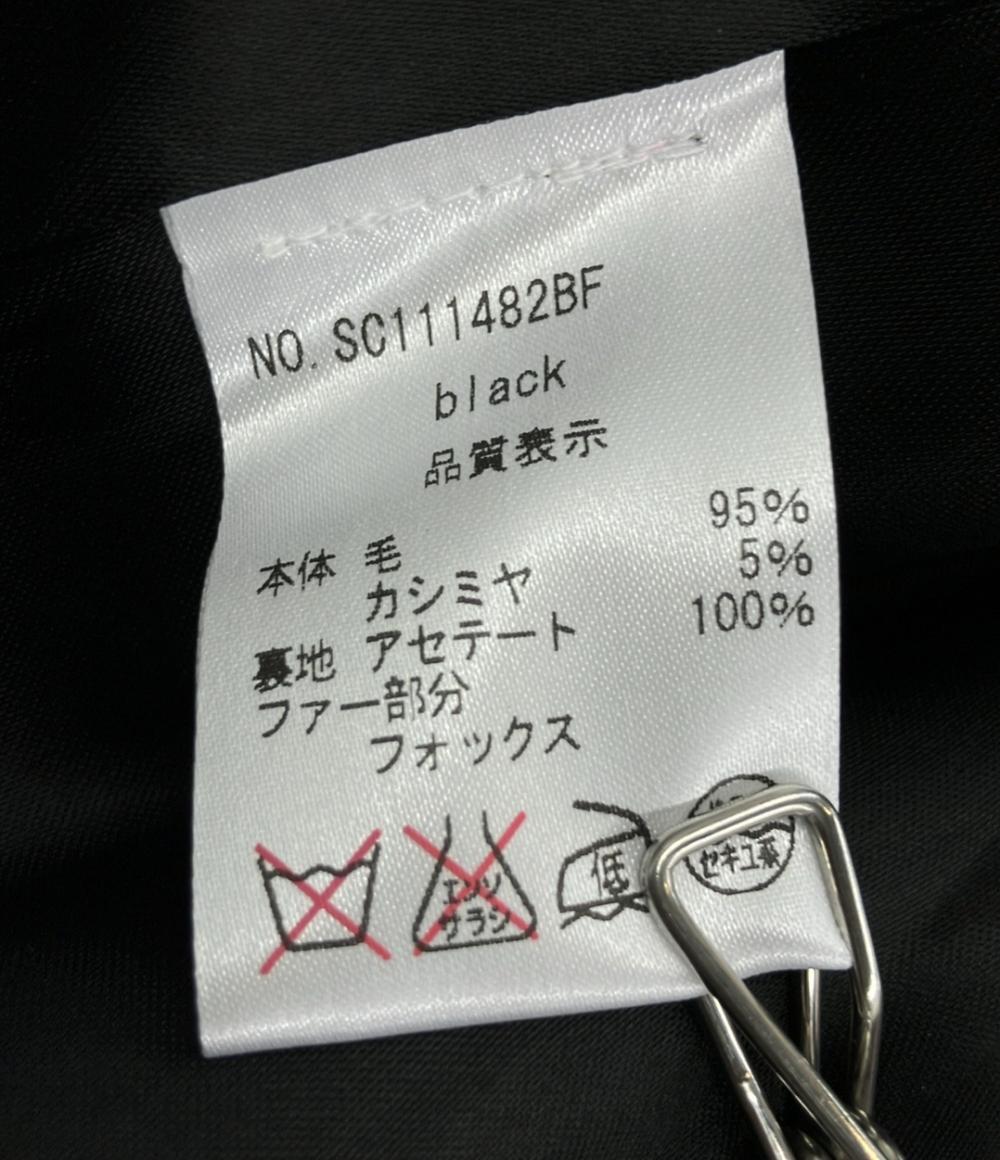 NO. SC111482BF
black
品質表示
本体 毛 95%
カシミヤ 5%
裏地 アセテート 100%
ファー部分
フォックス
エンソ
サラシ
低
セキユ系